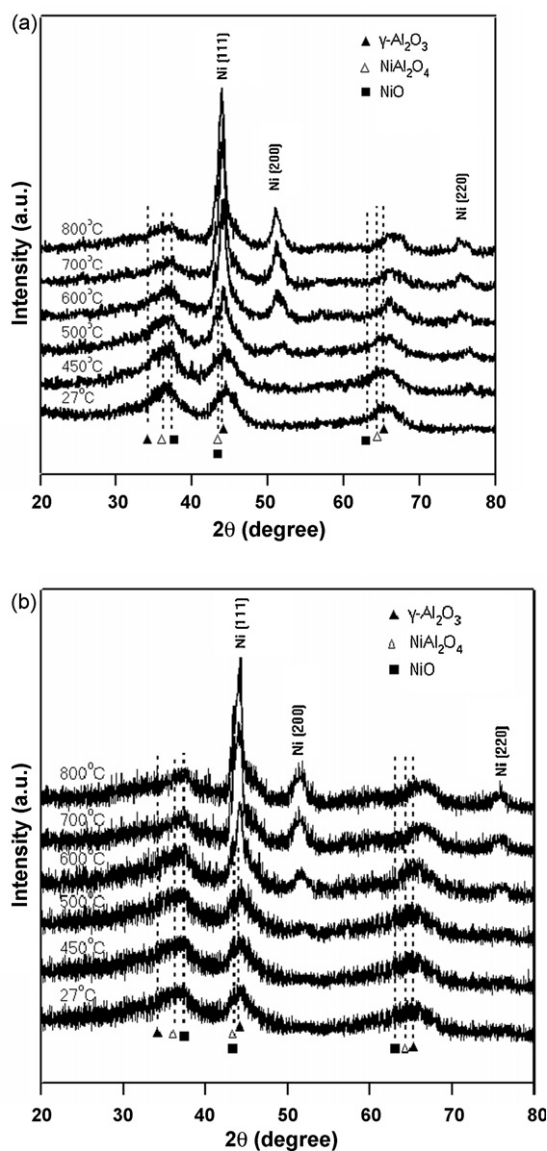 (a)
▲ γ-Al₂O₃
△ NiAl₂O₄
■ NiO
Ni [111]
Ni [200]
Ni [220]
800°C
700°C
600°C
500°C
450°C
27°C
Intensity (a.u.)
20 30 40 50 60 70 80
2θ (degree)
(b)
▲ γ-Al₂O₃
△ NiAl₂O₄
■ NiO
Ni [111]
Ni [200]
Ni [220]
800°C
700°C
600°C
500°C
450°C
27°C
Intensity (a.u.)
20 30 40 50 60 70 80
2θ (degree)